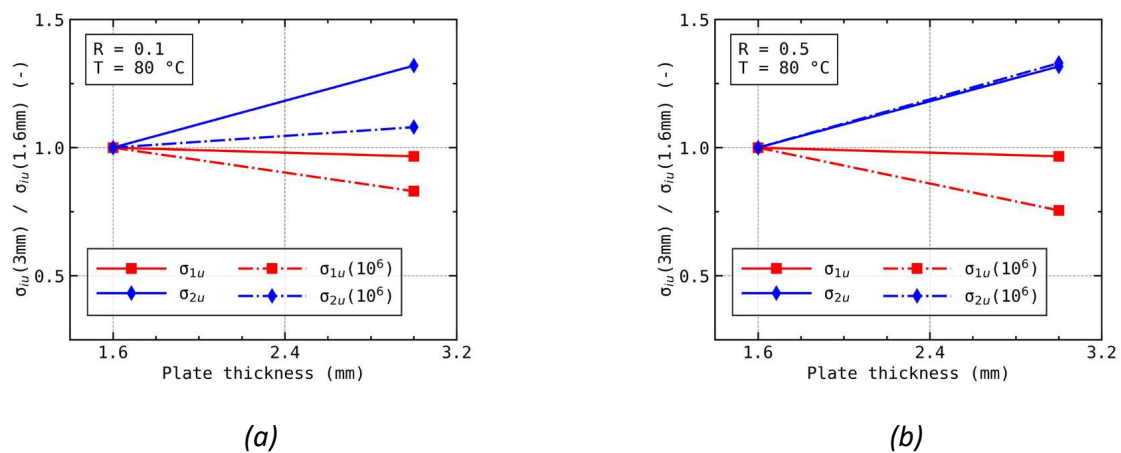 σiu(3mm) / σiu(1.6mm) (-)
1.5
1.0
0.5
R = 0.1
T = 80 °C
σ1u
σ2u
σ1u(10⁶)
σ2u(10⁶)
1.6 2.4 3.2
Plate thickness (mm)
(a)
σiu(3mm) / σiu(1.6mm) (-)
1.5
1.0
0.5
R = 0.5
T = 80 °C
σ1u
σ2u
σ1u(10⁶)
σ2u(10⁶)
1.6 2.4 3.2
Plate thickness (mm)
(b)